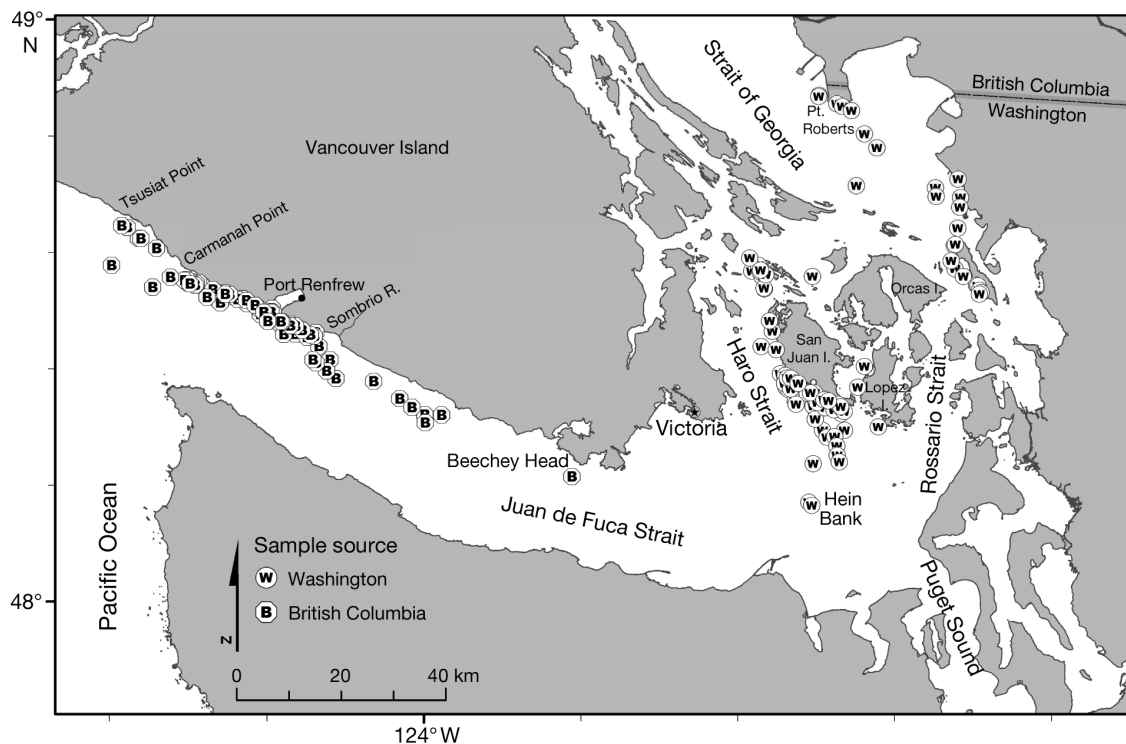 49°
N
Strait of Georgia
British Columbia
Washington
Pt.
Roberts
Vancouver Island
Tsusiat Point
Carmanah Point
Port Renfrew
Sombrio R.
Orcas I.
San
Juan I.
Lopez
Haro Strait
Rossario Strait
Victoria
Beechey Head
Hein
Bank
Juan de Fuca Strait
Pacific Ocean
Puget Sound
Sample source
W Washington
B British Columbia
N
0 20 40 km
48°
124° W